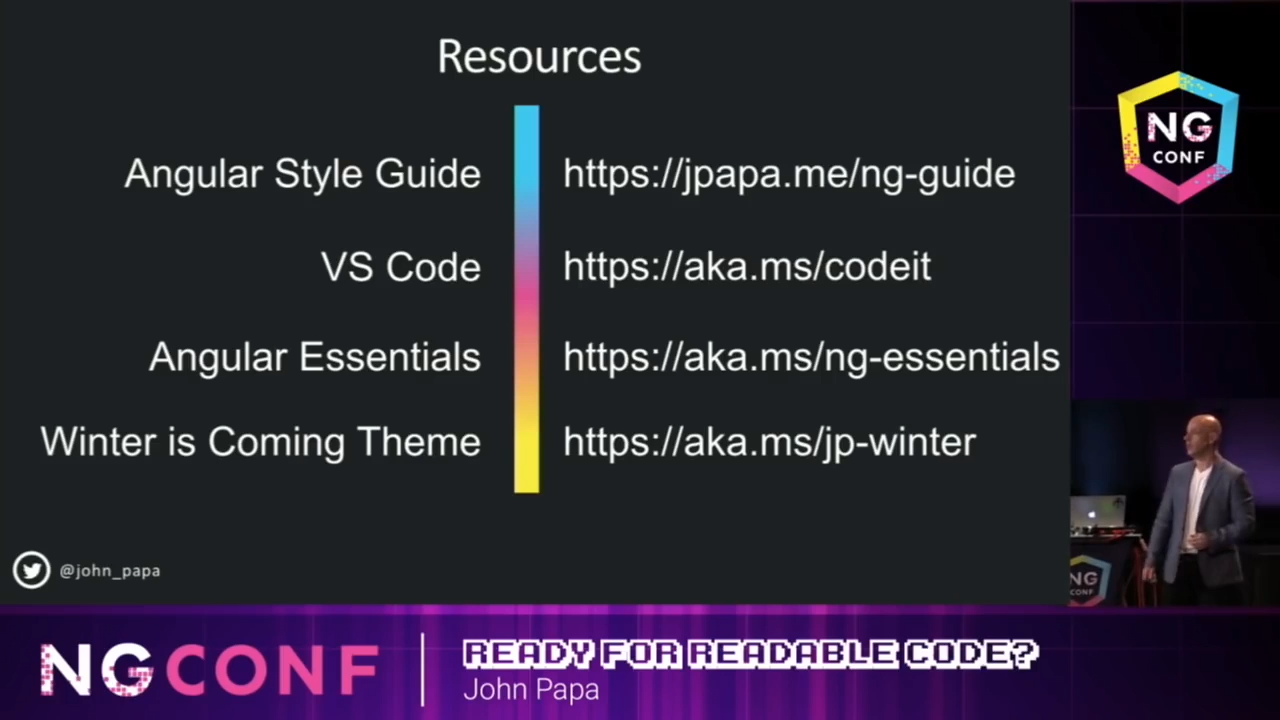 Resources
Angular Style Guide https://jpapa.me/ng-guide
VS Code https://aka.ms/codeit
Angular Essentials https://aka.ms/ng-essentials
Winter is Coming Theme https://aka.ms/jp-winter
@john_papa
NG
CONF
NG
CONF
NGCONF
READY FOR READABLE CODE?
John Papa